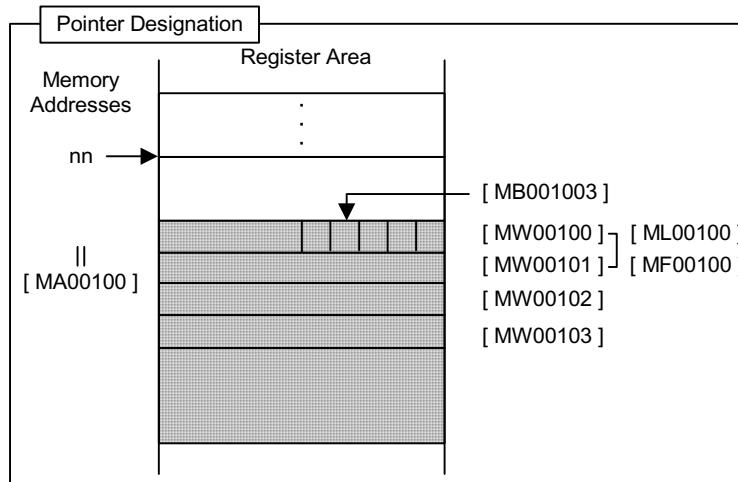 Pointer Designation
Register Area
Memory
Addresses
nn
[ MB001003 ]
[ MW00100 ] [ ML00100 ]
||
[ MA00100 ]
[ MW00101 ] [ MF00100 ]
[ MW00102 ]
[ MW00103 ]